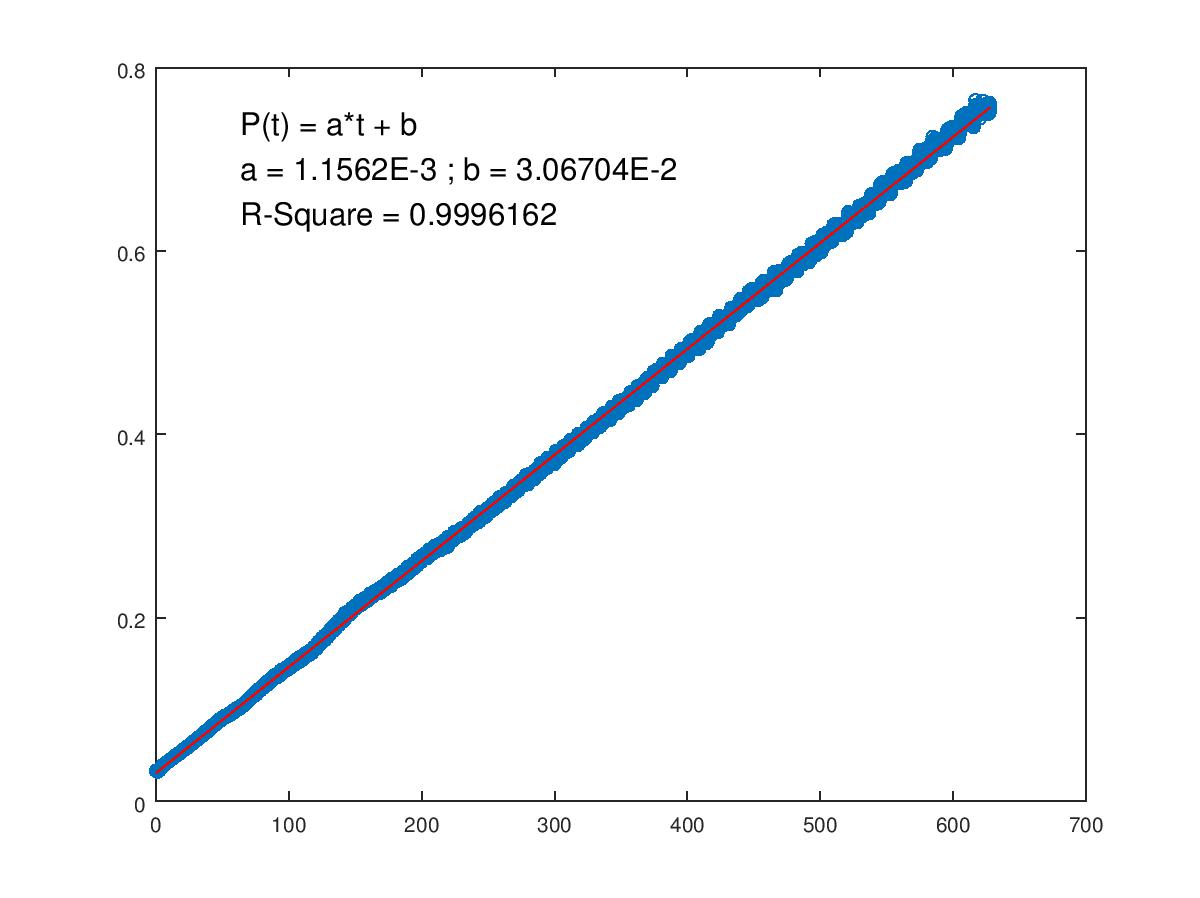 0.8
P(t) = a*t + b
a = 1.1562E-3 ; b = 3.06704E-2
R-Square = 0.9996162
0.6
0.4
0.2
0
0 100 200 300 400 500 600 700